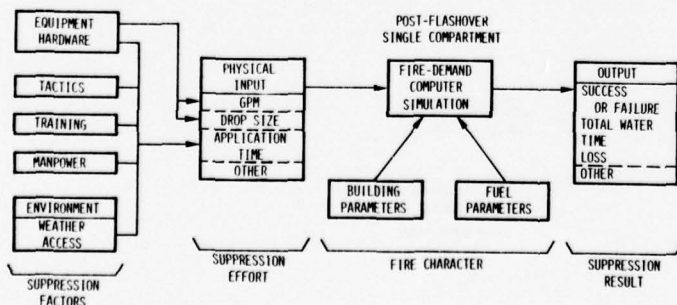 POST-FLASHOVER
SINGLE COMPARTMENT
EQUIPMENT
HARDWARE
TACTICS
TRAINING
MANPOWER
ENVIRONMENT
WEATHER
ACCESS
SUPPRESSION
FACTORS
PHYSICAL
INPUT
GPM
DROP SIZE
APPLICATION
TIME
OTHER
SUPPRESSION
EFFORT
FIRE-DEMAND
COMPUTER
SIMULATION
BUILDING
PARAMETERS
FUEL
PARAMETERS
FIRE CHARACTER
OUTPUT
SUCCESS
OR FAILURE
TOTAL WATER
TIME
LOSS
OTHER
SUPPRESSION
RESULT